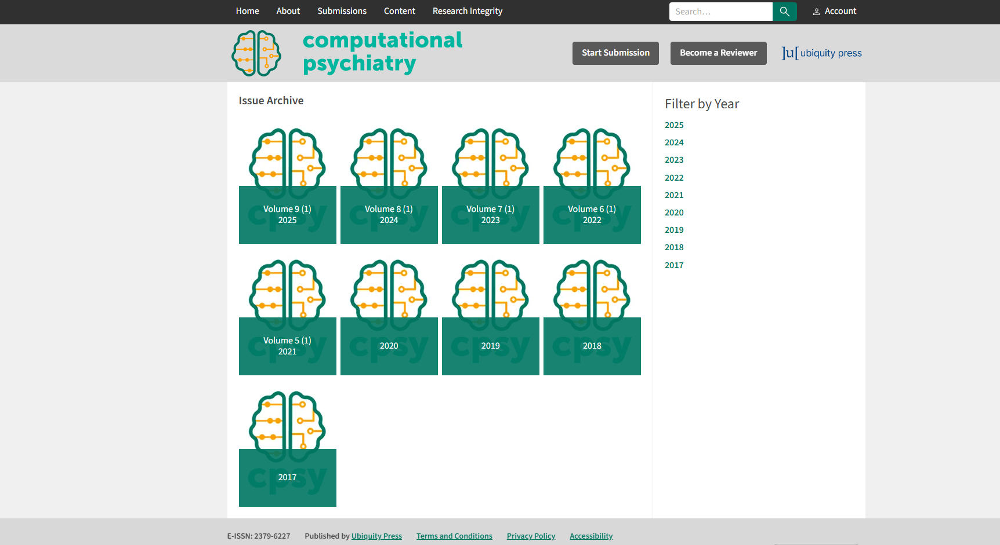 Home About Submissions Content Research Integrity Search... Account
computational
psychiatry
Start Submission Become a Reviewer ]u[ ubiquity press
Issue Archive
Filter by Year
2025
2024
2023
2022
2021
2020
2019
2018
2017
cpsy
Volume 9 (1)
2025
cpsy
Volume 8 (1)
2024
cpsy
Volume 7 (1)
2023
cpsy
Volume 6 (1)
2022
cpsy
Volume 5 (1)
2021
cpsy
2020
cpsy
2019
cpsy
2018
cpsy
2017
E-ISSN: 2379-6227 Published by Ubiquity Press Terms and Conditions Privacy Policy Accessibility